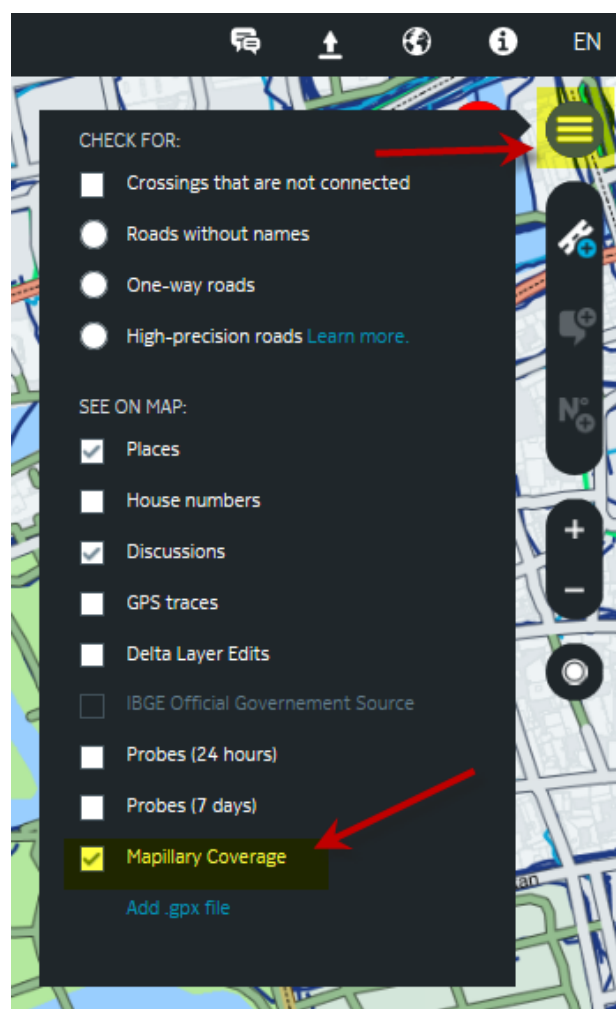 EN
CHECK FOR:
Crossings that are not connected
Roads without names
One-way roads
High-precision roads Learn more.
SEE ON MAP:
Places
House numbers
Discussions
GPS traces
Delta Layer Edits
IBGE Official Governement Source
Probes (24 hours)
Probes (7 days)
Mapillary Coverage
Add .gpx file
N°
kan